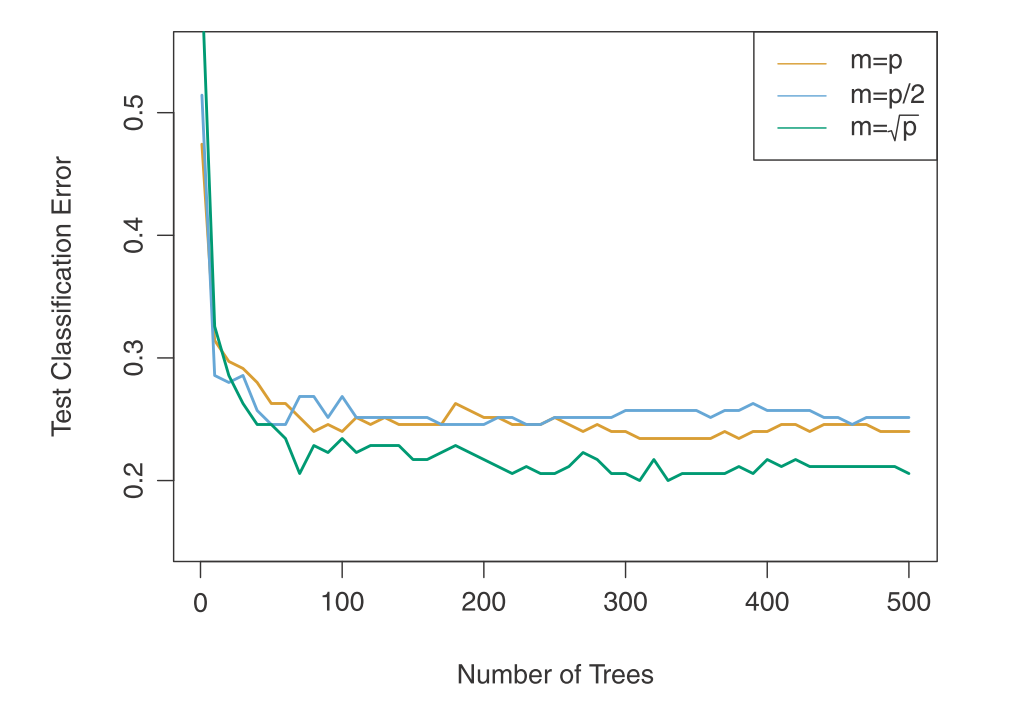 m=p
m=p/2
m=√p
Test Classification Error
0.5
0.4
0.3
0.2
0 100 200 300 400 500
Number of Trees